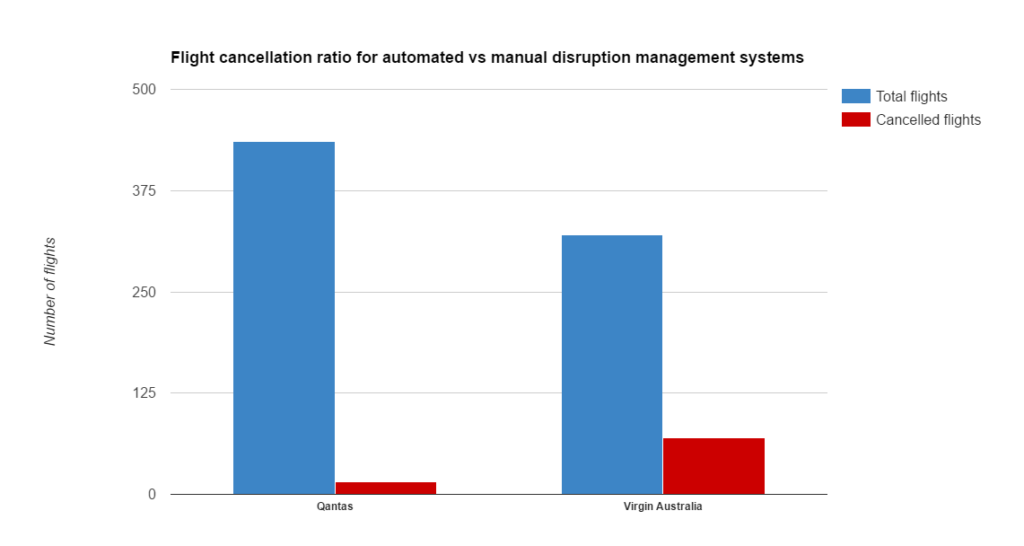 Flight cancellation ratio for automated vs manual disruption management systems
500
Total flights
Cancelled flights
375
Number of flights
250
125
0
Qantas
Virgin Australia